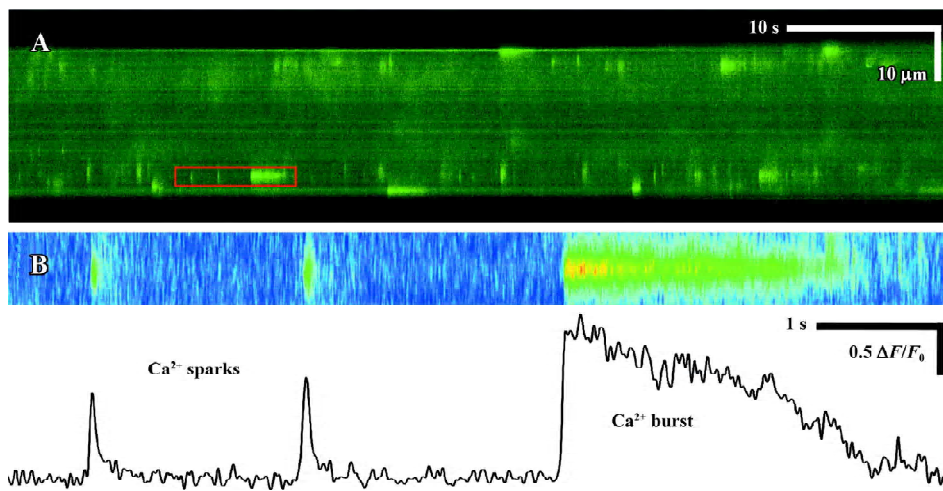 A
10 s
10 μm
B
1 s
0.5 ΔF/F₀
Ca²⁺ sparks
Ca²⁺ burst